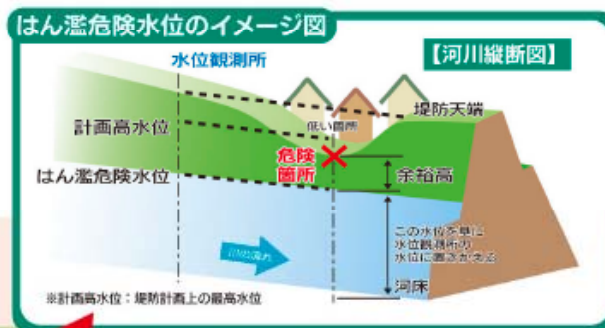 はん濫危険水位のイメージ図
水位観測所
【河川縦断図】
堤防天端
計画高水位
低い箇所
危険
箇所
余裕高
はん濫危険水位
この水位を基に
水位観測所の
水位に置きかえる
川の流れ
河床
※計画高水位：堤防計画上の最高水位